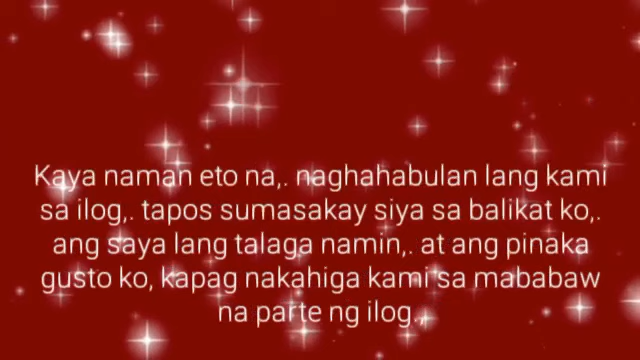 Kaya naman eto na,. naghahabulan lang kami
sa ilog,. tapos sumasakay siya sa balikat ko,.
ang saya lang talaga namin,. at ang pinaka
gusto ko, kapag nakahiga kami sa mababaw
na parte ng ilog.,